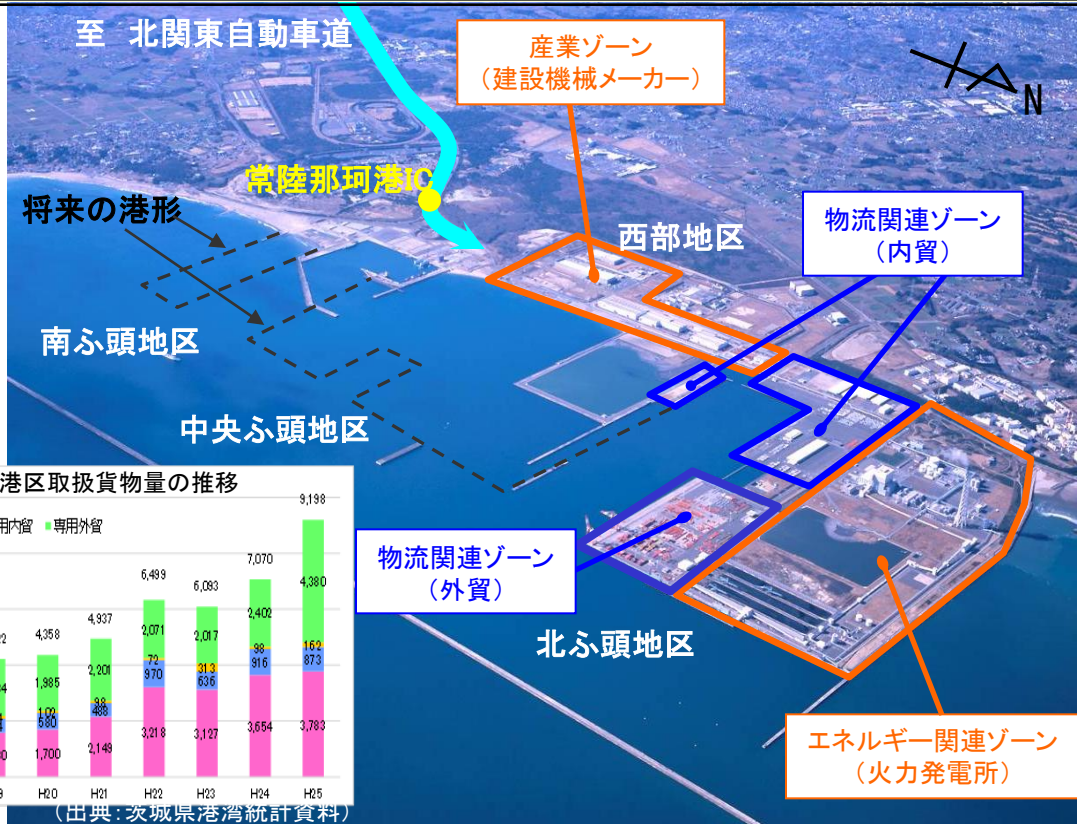 至 北関東自動車道
産業ゾーン
（建設機械メーカー）
N
常陸那珂港IC
将来の港形
西部地区
物流関連ゾーン
（内貿）
南ふ頭地区
中央ふ頭地区
物流関連ゾーン
（外貿）
北ふ頭地区
エネルギー関連ゾーン
（火力発電所）
港区取扱貨物量の推移
用内貿 専用外貿
9,198
7,070
6,499
6,093
4,937
4,358
22
4,380
2,402
2,071
2,017
2,201
1,985
162
98
72
313
98
102
873
916
970
636
488
580
3,783
3,654
3,218
3,127
2,149
1,700
H20 H21 H22 H23 H24 H25
（出典：茨城県港湾統計資料）